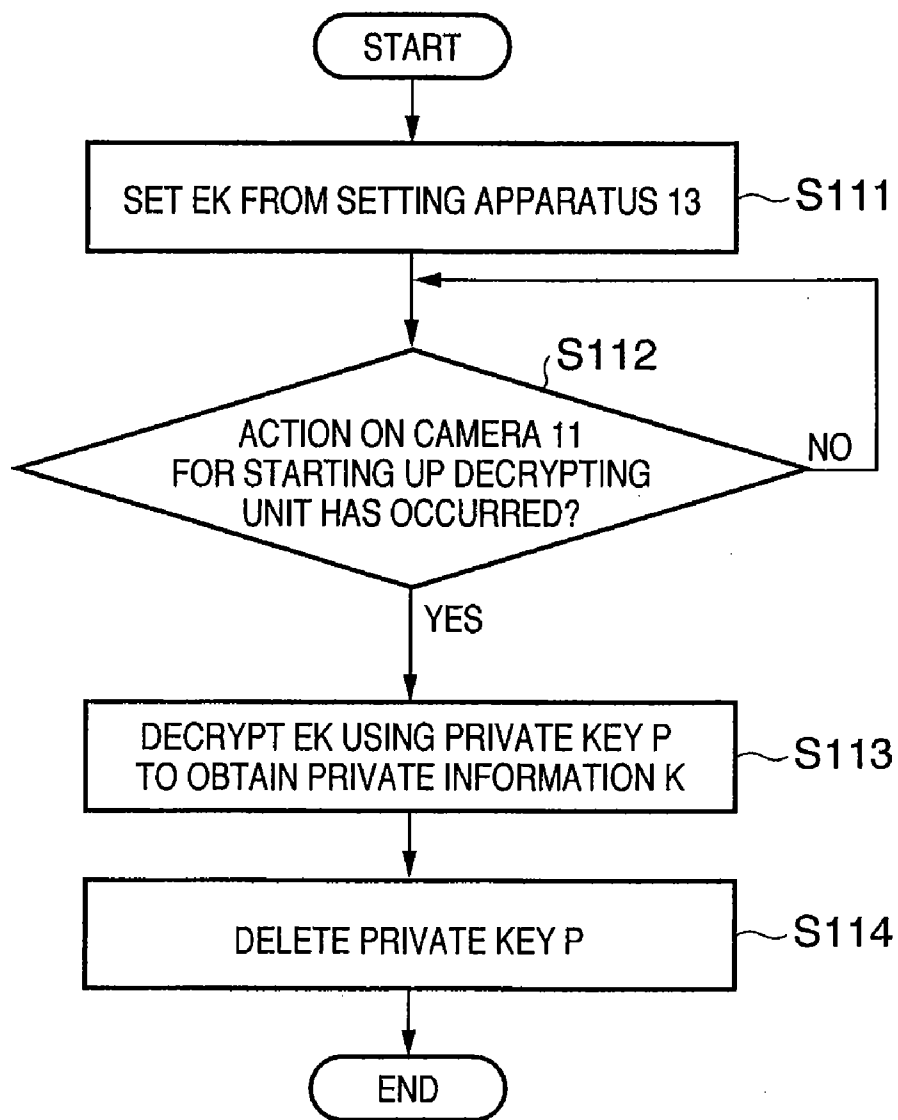 START
SET EK FROM SETTING APPARATUS 13
S111
S112
ACTION ON CAMERA 11
FOR STARTING UP DECRYPTING
UNIT HAS OCCURRED?
NO
YES
DECRYPT EK USING PRIVATE KEY P
TO OBTAIN PRIVATE INFORMATION K
S113
DELETE PRIVATE KEY P
S114
END